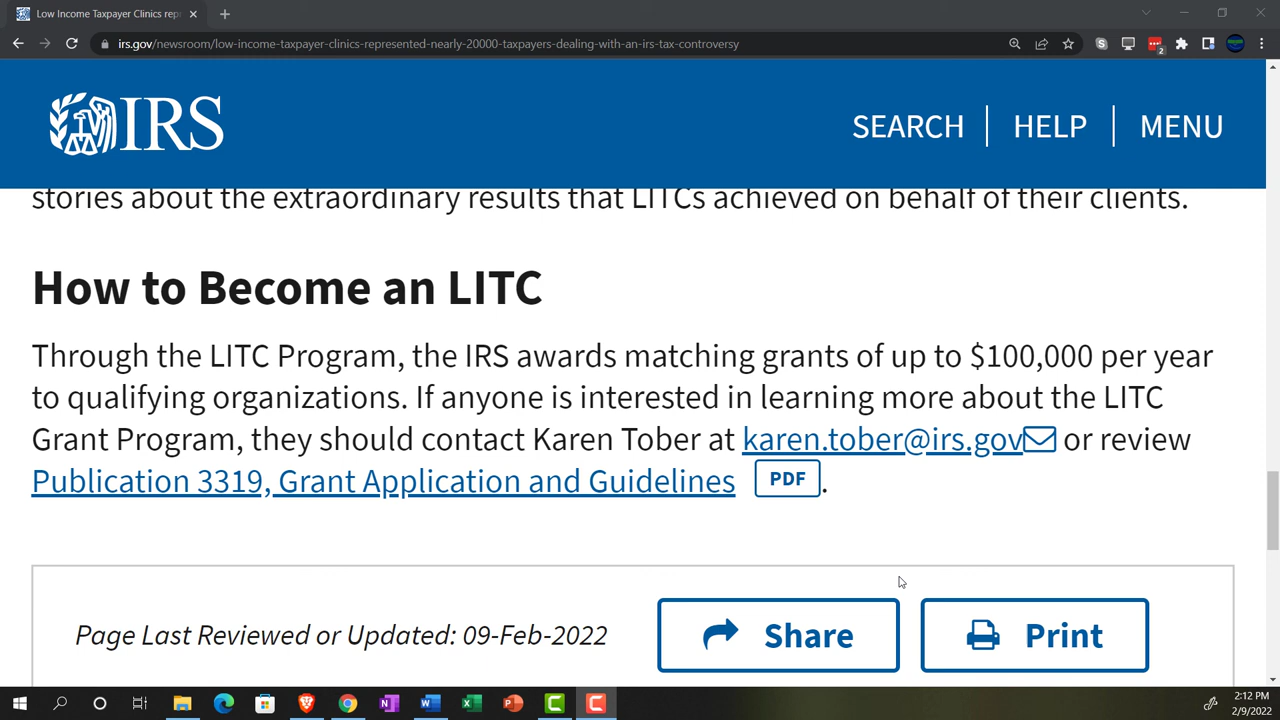 Low Income Taxpayer Clinics rep
irs.gov/newsroom/low-income-taxpayer-clinics-represented-nearly-20000-taxpayers-dealing-with-an-irs-tax-controversy
2
IRS
SEARCH HELP MENU
stories about the extraordinary results that LITCs achieved on behalf of their clients.
How to Become an LITC
Through the LITC Program, the IRS awards matching grants of up to $100,000 per year
to qualifying organizations. If anyone is interested in learning more about the LITC
Grant Program, they should contact Karen Tober at karen.tober@irs.gov or review
Publication 3319, Grant Application and Guidelines PDF.
Page Last Reviewed or Updated: 09-Feb-2022
Share
Print
2:12 PM
2/9/2022